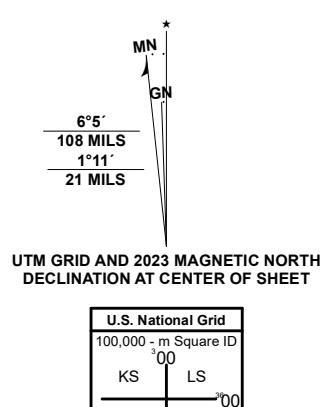 MN
GN
6°5´
108 MILS
1°11´
21 MILS
UTM GRID AND 2023 MAGNETIC NORTH
DECLINATION AT CENTER OF SHEET
U.S. National Grid
100,000 - m Square ID
³00
KS LS
³⁶00